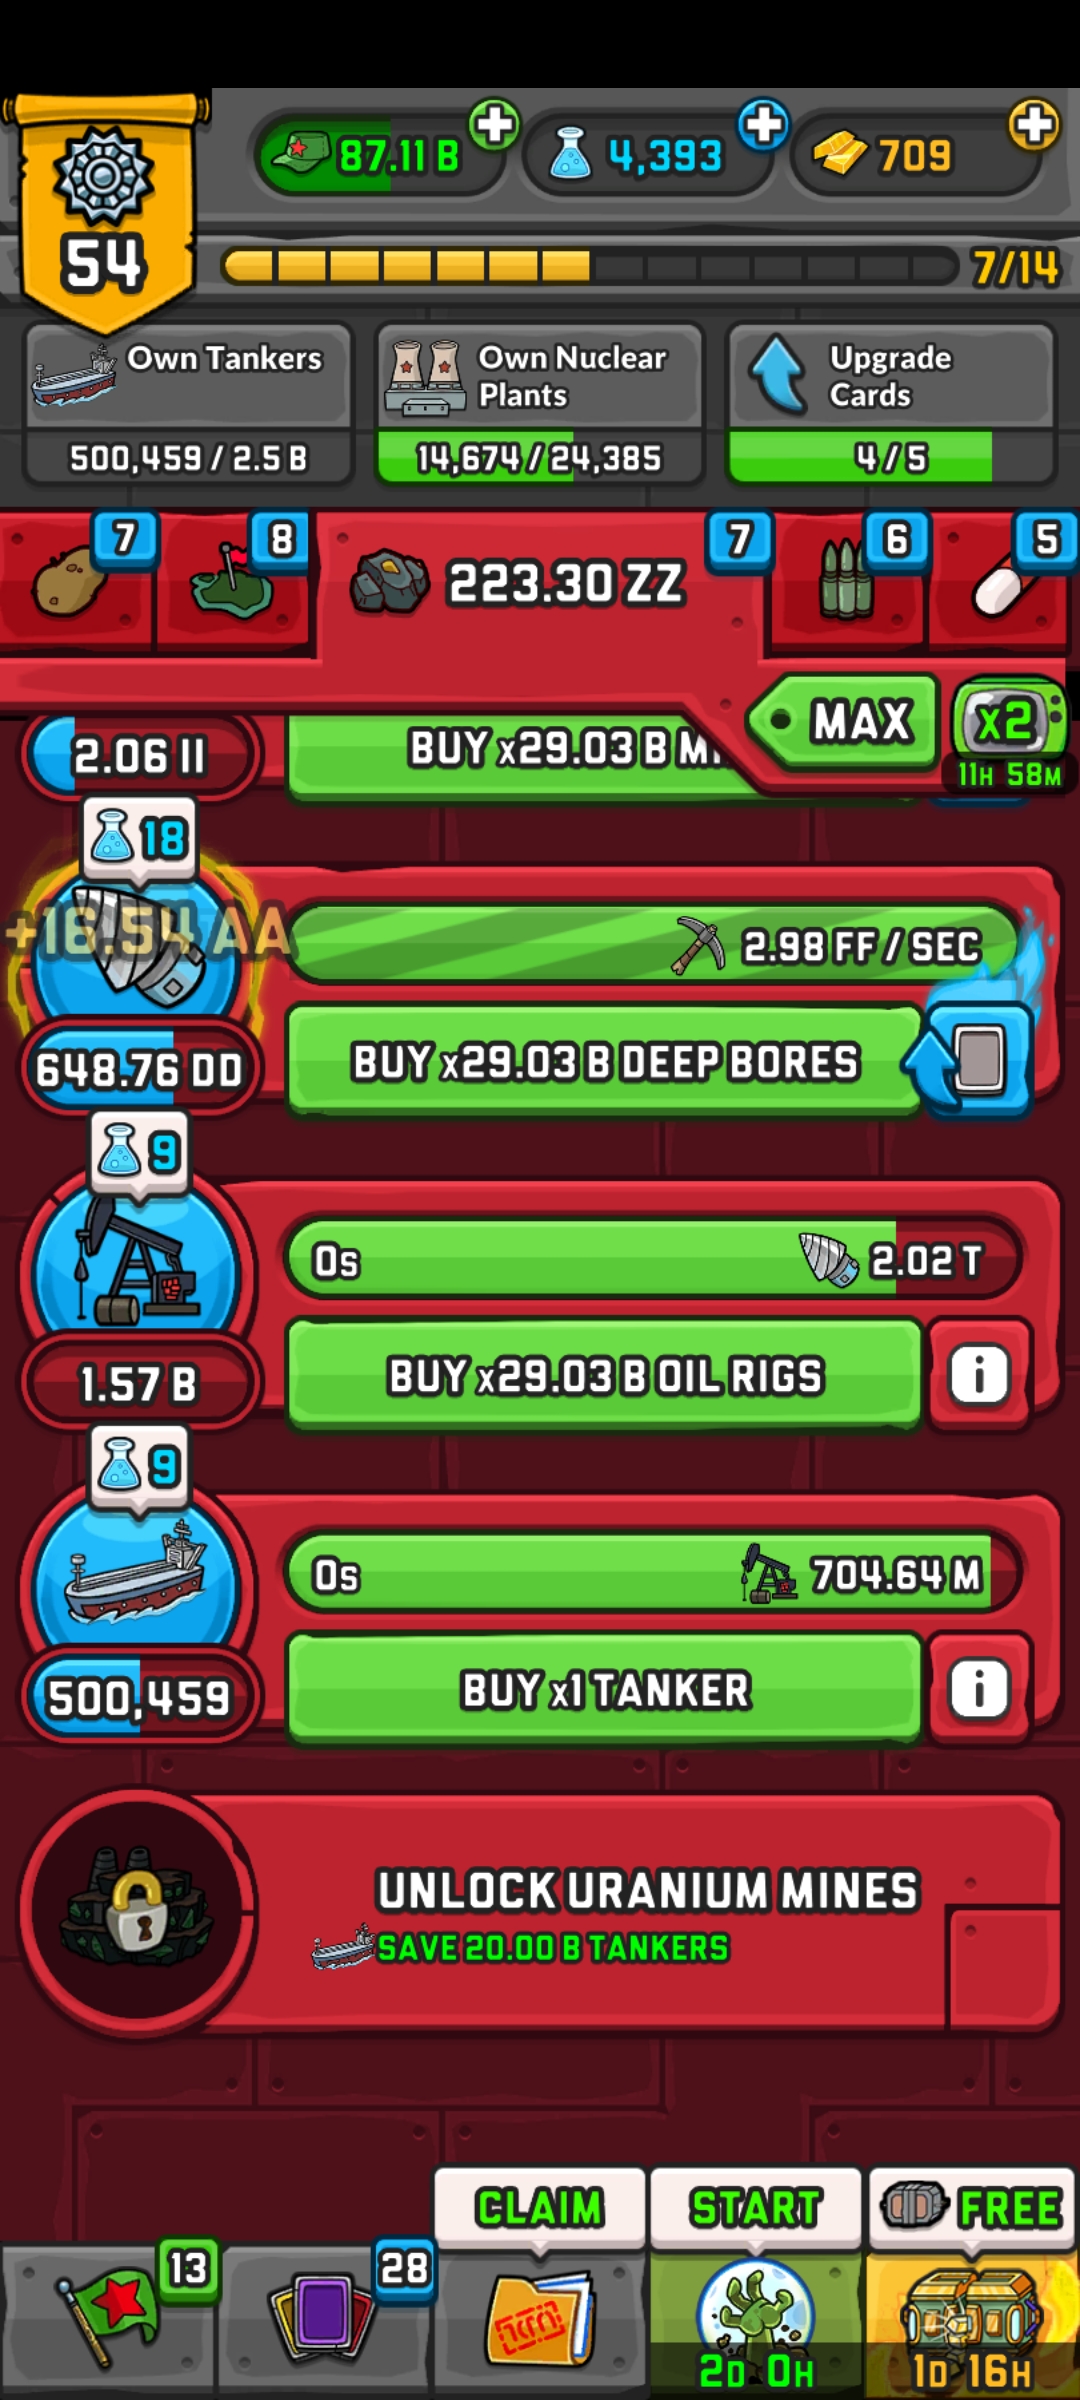 87.11 B
4,393
709
54
7/14
Own Tankers
500,459 / 2.5 B
Own Nuclear
Plants
14,674 / 24,385
Upgrade
Cards
4 / 5
7
8
223.30 ZZ
7
6
5
MAX
x2
11H 58M
2.06 II
BUY x29.03 B MI
18
+16.54 AA
2.98 FF / SEC
648.76 DD
BUY x29.03 B DEEP BORES
9
0s
2.02 T
1.57 B
BUY x29.03 B OIL RIGS
i
9
0s
704.64 M
500,459
BUY x1 TANKER
i
UNLOCK URANIUM MINES
SAVE 20.00 B TANKERS
CLAIM
START
FREE
13
28
2D 0H
1D 16H